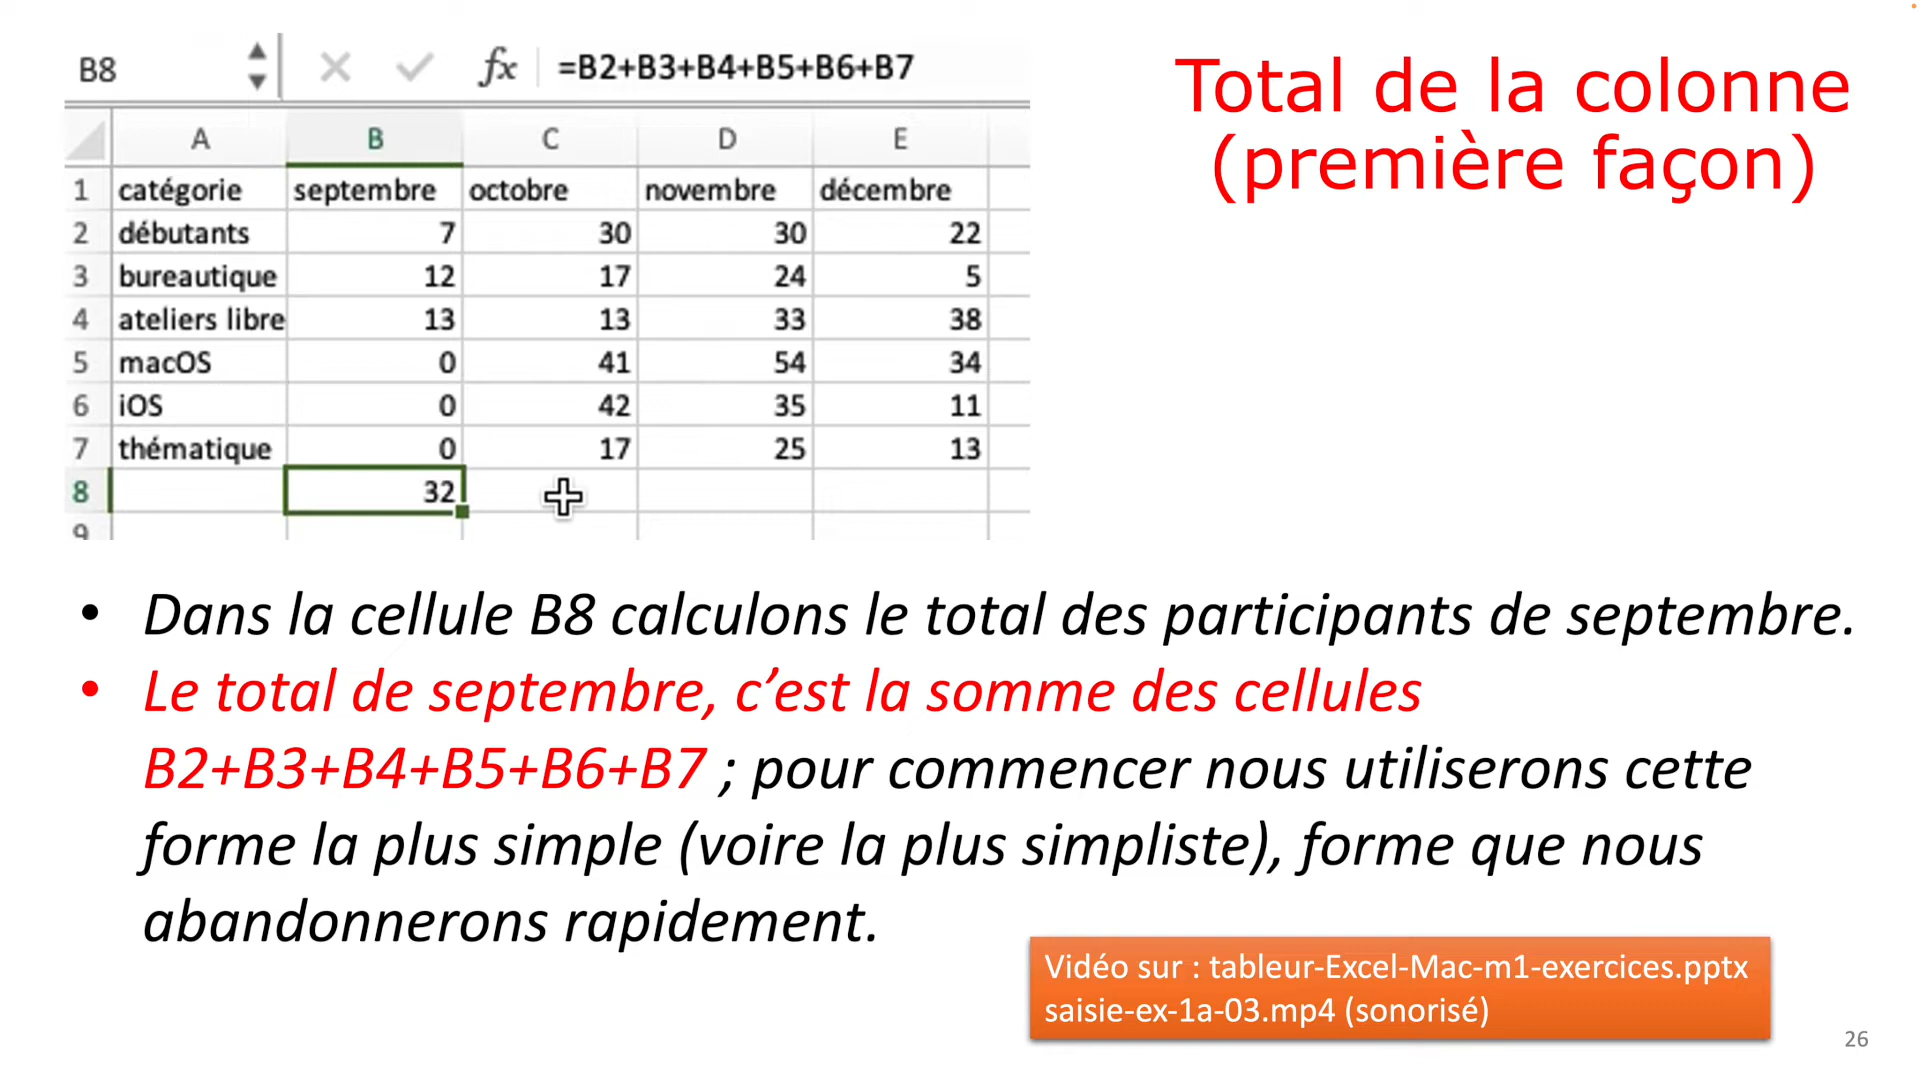 B8 fx =B2+B3+B4+B5+B6+B7
Total de la colonne
(première façon)
A B C D E
1 catégorie septembre octobre novembre décembre
2 débutants 7 30 30 22
3 bureautique 12 17 24 5
4 ateliers libre 13 13 33 38
5 macOS 0 41 54 34
6 iOS 0 42 35 11
7 thématique 0 17 25 13
8 32
9
• Dans la cellule B8 calculons le total des participants de septembre.
• Le total de septembre, c’est la somme des cellules
B2+B3+B4+B5+B6+B7 ; pour commencer nous utiliserons cette
forme la plus simple (voire la plus simpliste), forme que nous
abandonnerons rapidement.
Vidéo sur : tableur-Excel-Mac-m1-exercices.pptx
saisie-ex-1a-03.mp4 (sonorisé)
26